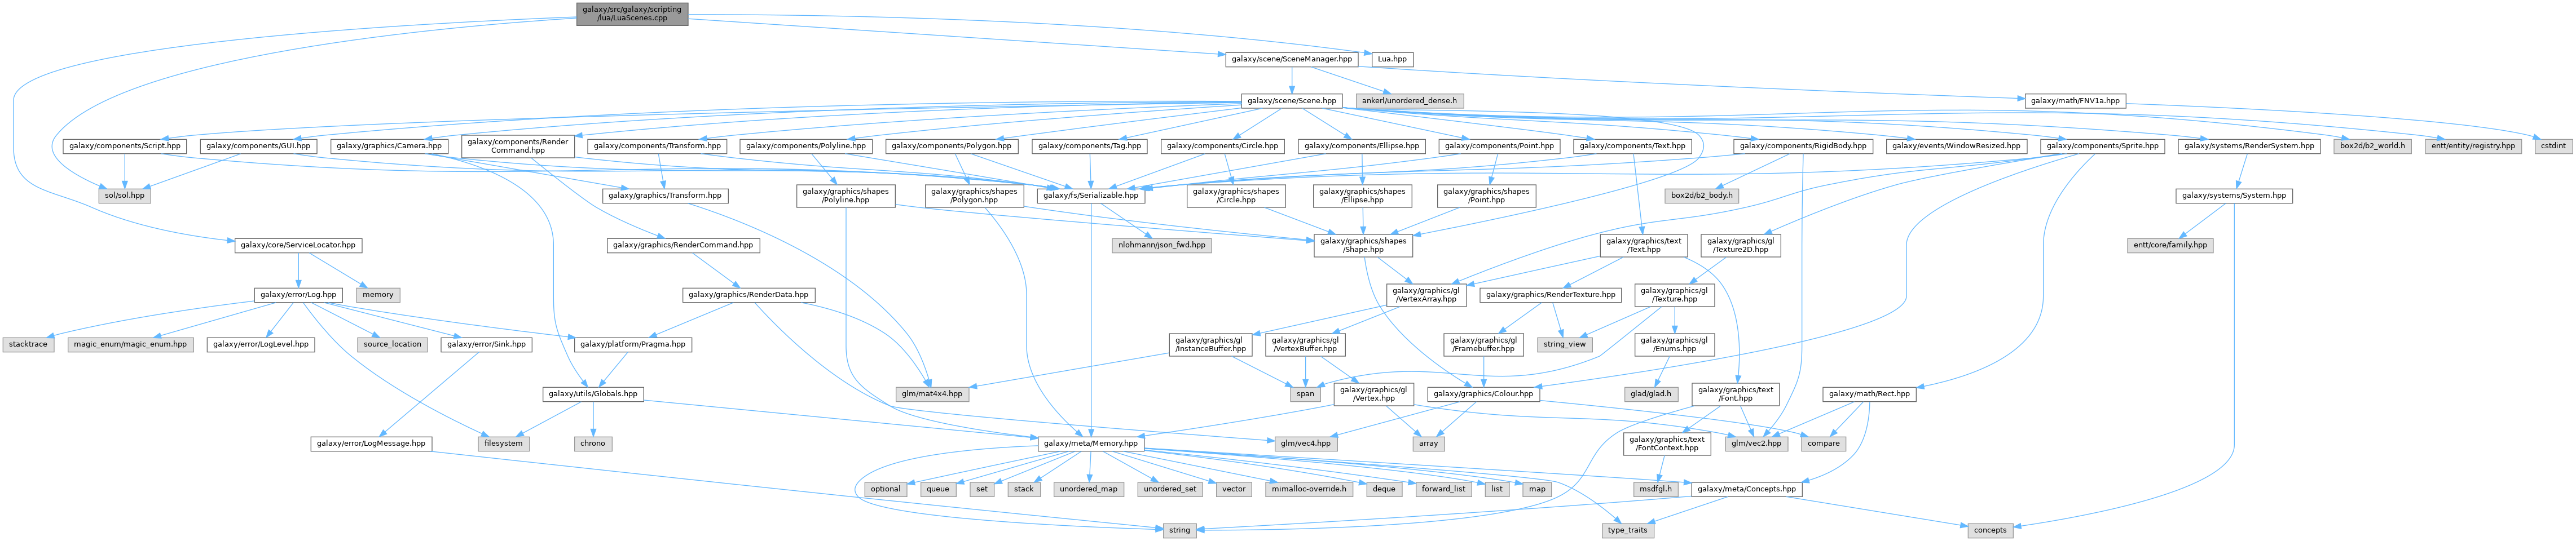 galaxy/src/galaxy/scripting
/lua/LuaScenes.cpp
galaxy/scene/SceneManager.hpp
Lua.hpp
galaxy/scene/Scene.hpp
ankerl/unordered_dense.h
galaxy/math/FNV1a.hpp
galaxy/components/Script.hpp
galaxy/components/GUI.hpp
galaxy/graphics/Camera.hpp
galaxy/components/Render
Command.hpp
galaxy/components/Transform.hpp
galaxy/components/Polyline.hpp
galaxy/components/Polygon.hpp
galaxy/components/Tag.hpp
galaxy/components/Circle.hpp
galaxy/components/Ellipse.hpp
galaxy/components/Point.hpp
galaxy/components/Text.hpp
galaxy/components/RigidBody.hpp
galaxy/events/WindowResized.hpp
galaxy/components/Sprite.hpp
galaxy/systems/RenderSystem.hpp
box2d/b2_world.h
entt/entity/registry.hpp
cstdint
sol/sol.hpp
galaxy/graphics/Transform.hpp
galaxy/graphics/shapes
/Polyline.hpp
galaxy/graphics/shapes
/Polygon.hpp
galaxy/fs/Serializable.hpp
galaxy/graphics/shapes
/Circle.hpp
galaxy/graphics/shapes
/Ellipse.hpp
galaxy/graphics/shapes
/Point.hpp
box2d/b2_body.h
galaxy/systems/System.hpp
galaxy/core/ServiceLocator.hpp
galaxy/graphics/RenderCommand.hpp
nlohmann/json_fwd.hpp
galaxy/graphics/shapes
/Shape.hpp
galaxy/graphics/text
/Text.hpp
galaxy/graphics/gl
/Texture2D.hpp
entt/core/family.hpp
galaxy/error/Log.hpp
memory
galaxy/graphics/RenderData.hpp
galaxy/graphics/gl
/VertexArray.hpp
galaxy/graphics/RenderTexture.hpp
galaxy/graphics/gl
/Texture.hpp
stacktrace
magic_enum/magic_enum.hpp
galaxy/error/LogLevel.hpp
source_location
galaxy/error/Sink.hpp
galaxy/platform/Pragma.hpp
galaxy/graphics/gl
/InstanceBuffer.hpp
galaxy/graphics/gl
/VertexBuffer.hpp
galaxy/graphics/gl
/Framebuffer.hpp
string_view
galaxy/graphics/gl
/Enums.hpp
galaxy/utils/Globals.hpp
glm/mat4x4.hpp
span
galaxy/graphics/gl
/Vertex.hpp
galaxy/graphics/Colour.hpp
glad/glad.h
galaxy/graphics/text
/Font.hpp
galaxy/math/Rect.hpp
galaxy/error/LogMessage.hpp
filesystem
chrono
galaxy/meta/Memory.hpp
glm/vec4.hpp
array
galaxy/graphics/text
/FontContext.hpp
glm/vec2.hpp
compare
optional
queue
set
stack
unordered_map
unordered_set
vector
mimalloc-override.h
deque
forward_list
list
map
msdfgl.h
galaxy/meta/Concepts.hpp
string
type_traits
concepts